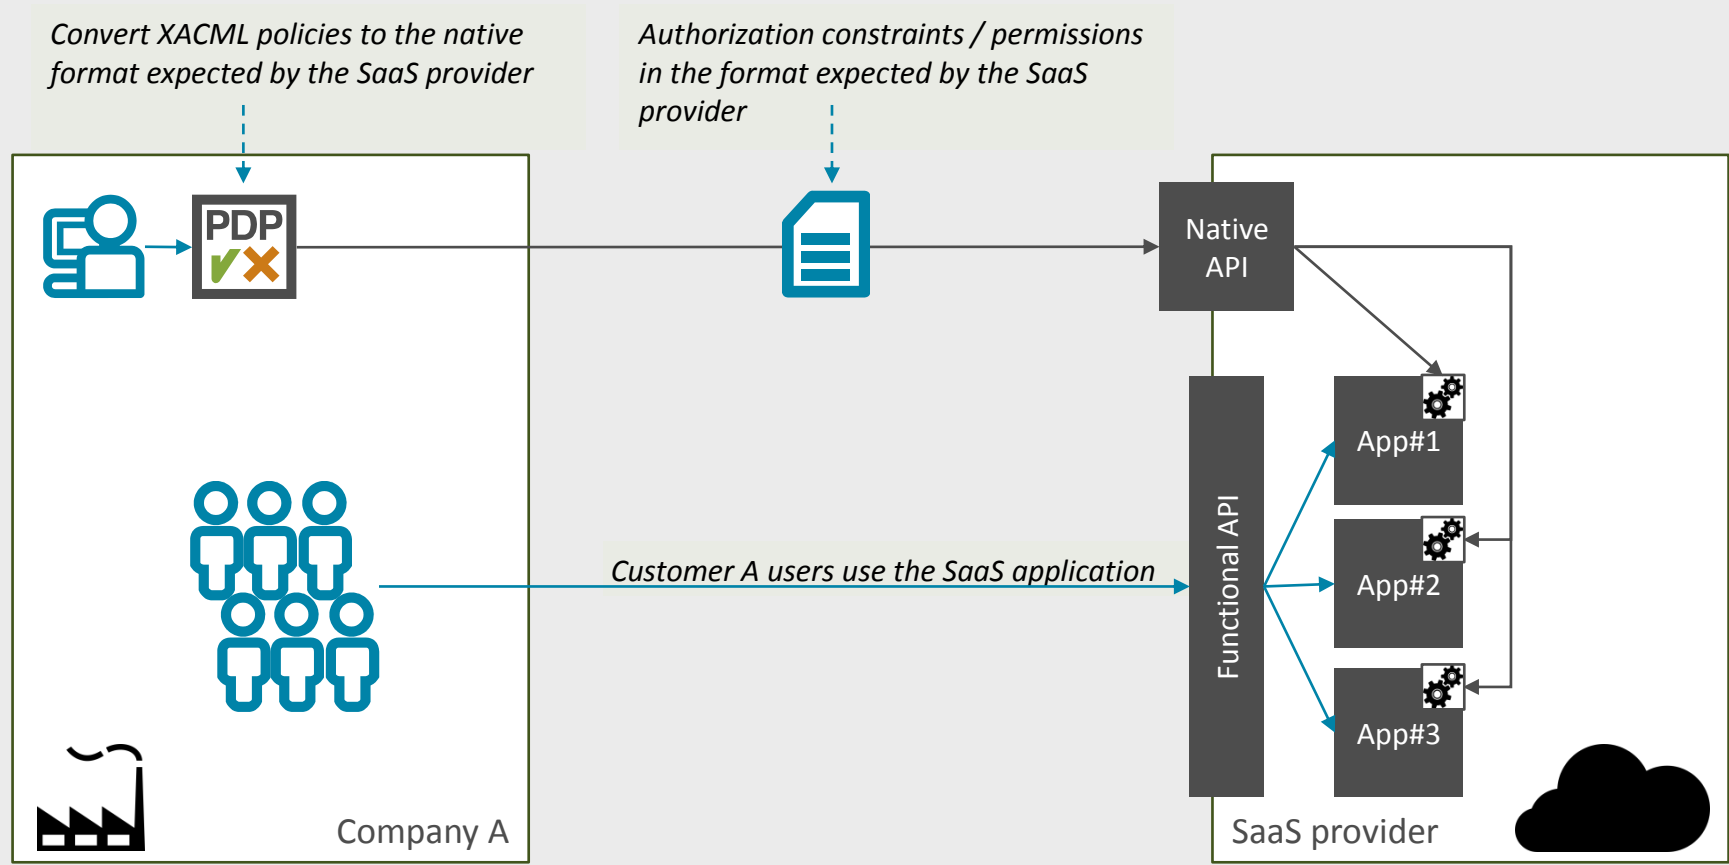 Convert XACML policies to the native
format expected by the SaaS provider
Authorization constraints / permissions
in the format expected by the SaaS
provider
PDP
Native
API
App#1
Functional API
Customer A users use the SaaS application
App#2
App#3
Company A
SaaS provider